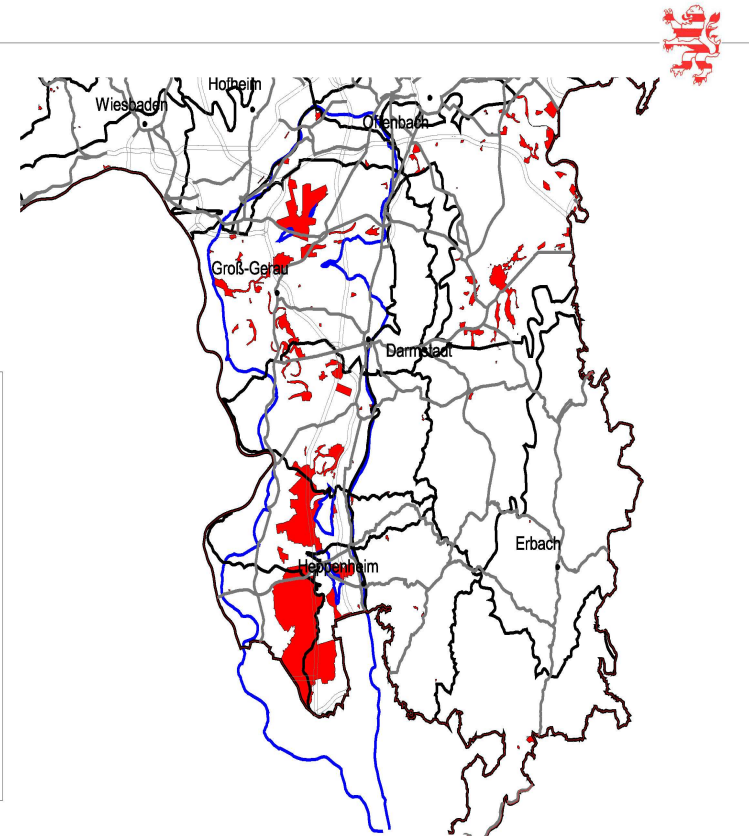 Hofheim
Wiesbaden
Offenbach
Groß-Gerau
Darmstadt
Erbach
Heppenheim